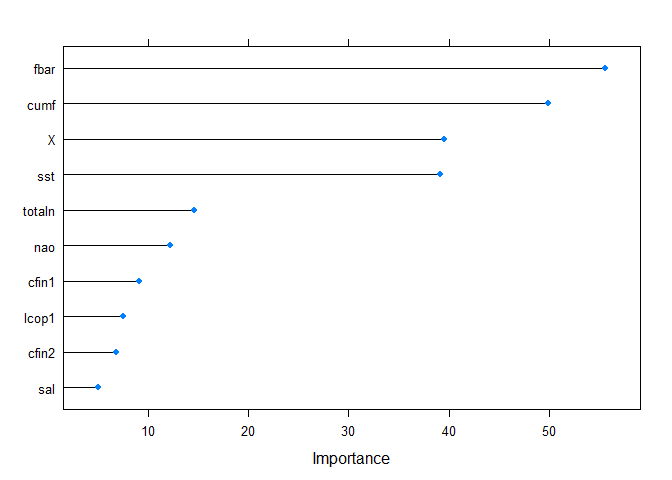 fbar
cumf
X
sst
totaln
nao
cfin1
lcop1
cfin2
sal
10 20 30 40 50
Importance